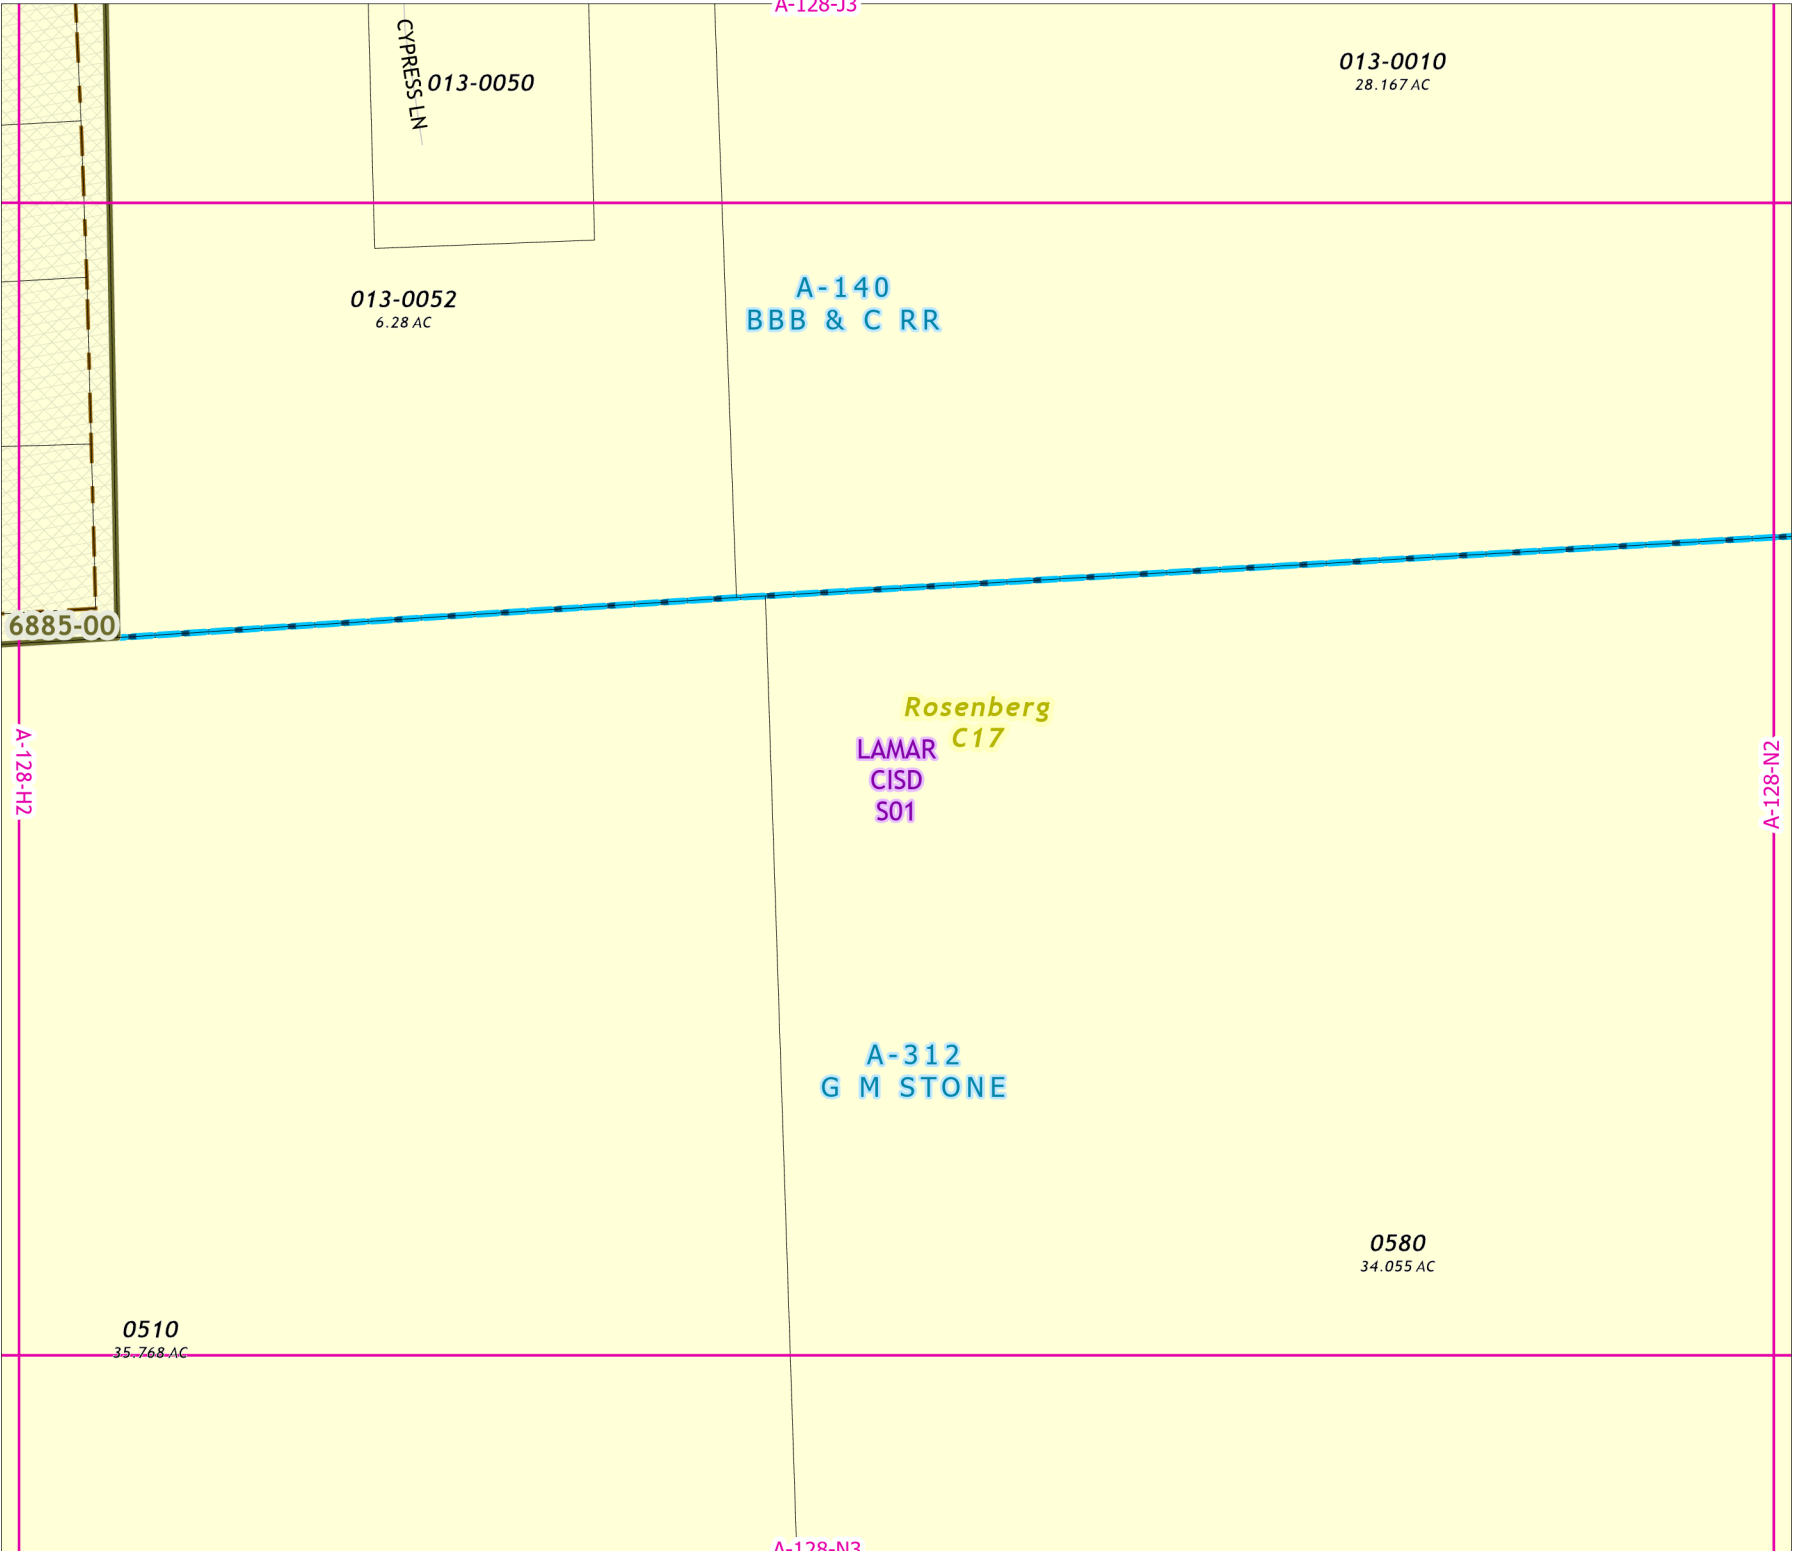 A-128-J3
CYPRESS LN
013-0050
013-0010
28.167 AC
013-0052
6.28 AC
A-140
BBB & C RR
6885-00
Rosenberg
C17
LAMAR
CISD
S01
A-128-H2
A-128-N2
A-312
G M STONE
0580
34.055 AC
0510
35.768 AC
A-128-N3